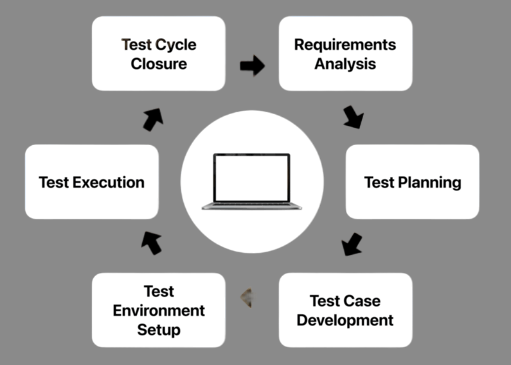 Test Cycle
Closure
Requirements
Analysis
Test Execution
Test Planning
Test
Environment
Setup
Test Case
Development